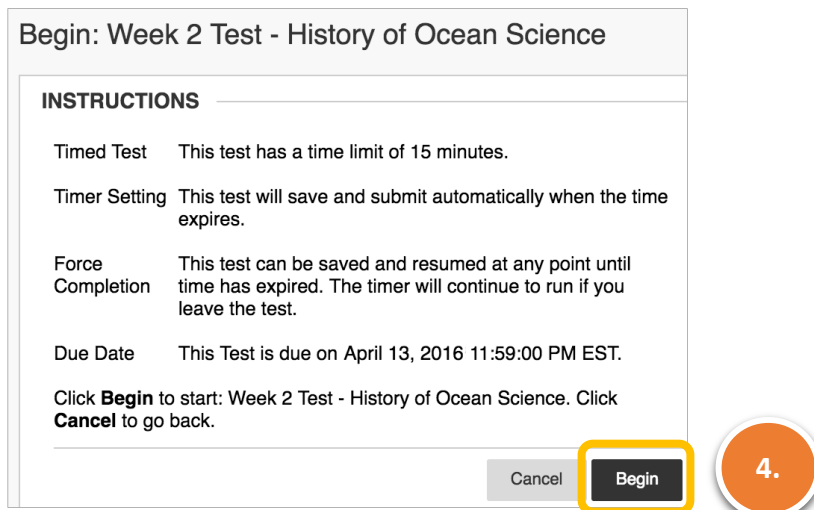 Begin: Week 2 Test - History of Ocean Science
INSTRUCTIONS
Timed Test This test has a time limit of 15 minutes.
Timer Setting This test will save and submit automatically when the time
expires.
Force This test can be saved and resumed at any point until
Completion time has expired. The timer will continue to run if you
leave the test.
Due Date This Test is due on April 13, 2016 11:59:00 PM EST.
Click Begin to start: Week 2 Test - History of Ocean Science. Click
Cancel to go back.
Cancel Begin 4.